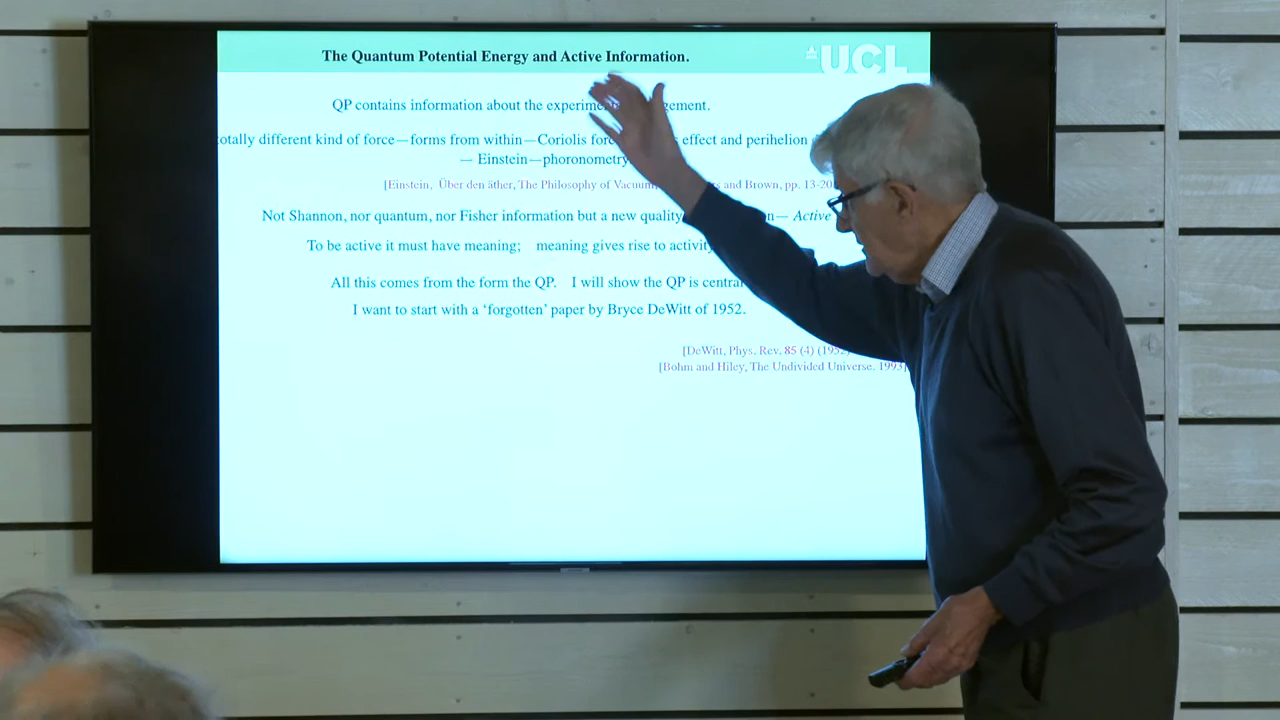 The Quantum Potential Energy and Active Information.
UCL
QP contains information about the experime gement.
otally different kind of force—forms from within—Coriolis for s effect and perihelion
— Einstein—phoronometry
[Einstein, Über den äther, The Philosophy of Vacuum, rs and Brown, pp. 13-20
Not Shannon, nor quantum, nor Fisher information but a new quality n— Active
To be active it must have meaning; meaning gives rise to activity
All this comes from the form the QP. I will show the QP is central
I want to start with a ‘forgotten’ paper by Bryce DeWitt of 1952.
[DeWitt, Phys. Rev. 85 (4) (1952)
[Bohm and Hiley, The Undivided Universe. 1993]